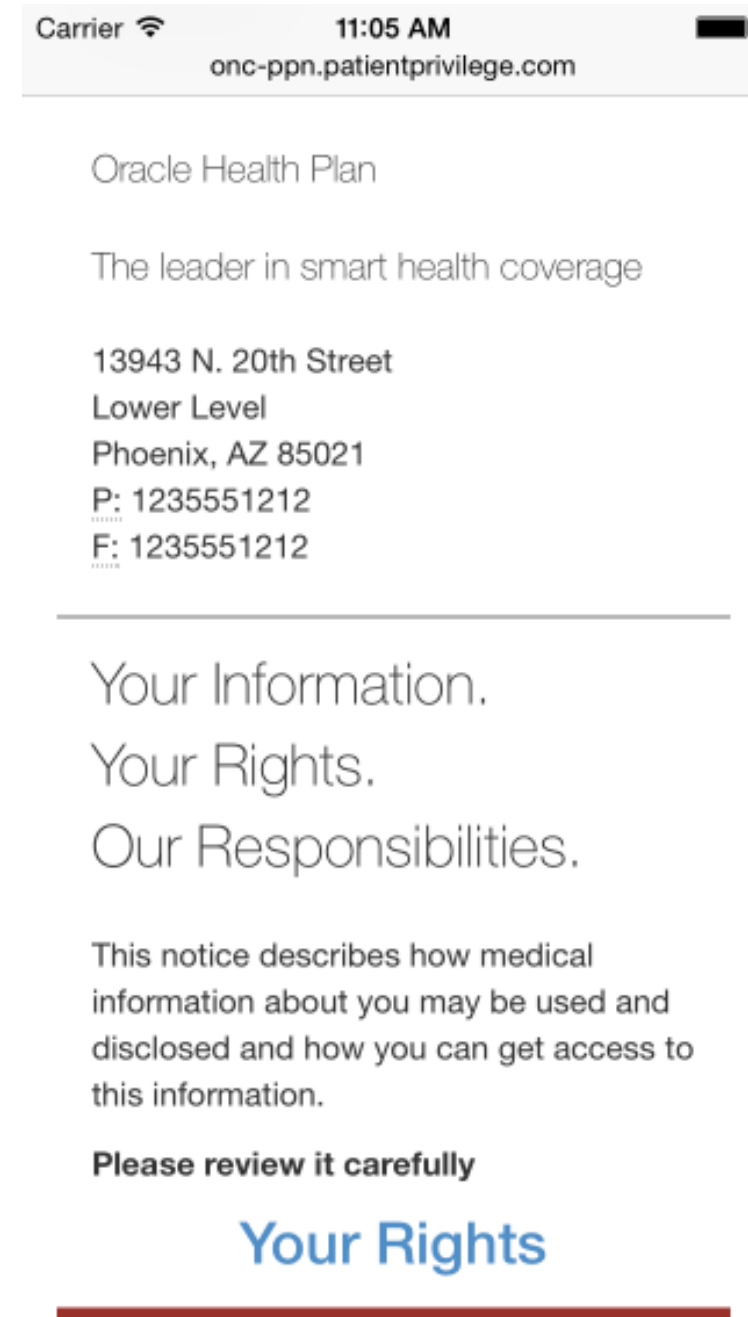 Carrier 11:05 AM
onc-ppn.patientprivilege.com
Oracle Health Plan
The leader in smart health coverage
13943 N. 20th Street
Lower Level
Phoenix, AZ 85021
P: 1235551212
F: 1235551212
Your Information.
Your Rights.
Our Responsibilities.
This notice describes how medical
information about you may be used and
disclosed and how you can get access to
this information.
Please review it carefully
Your Rights